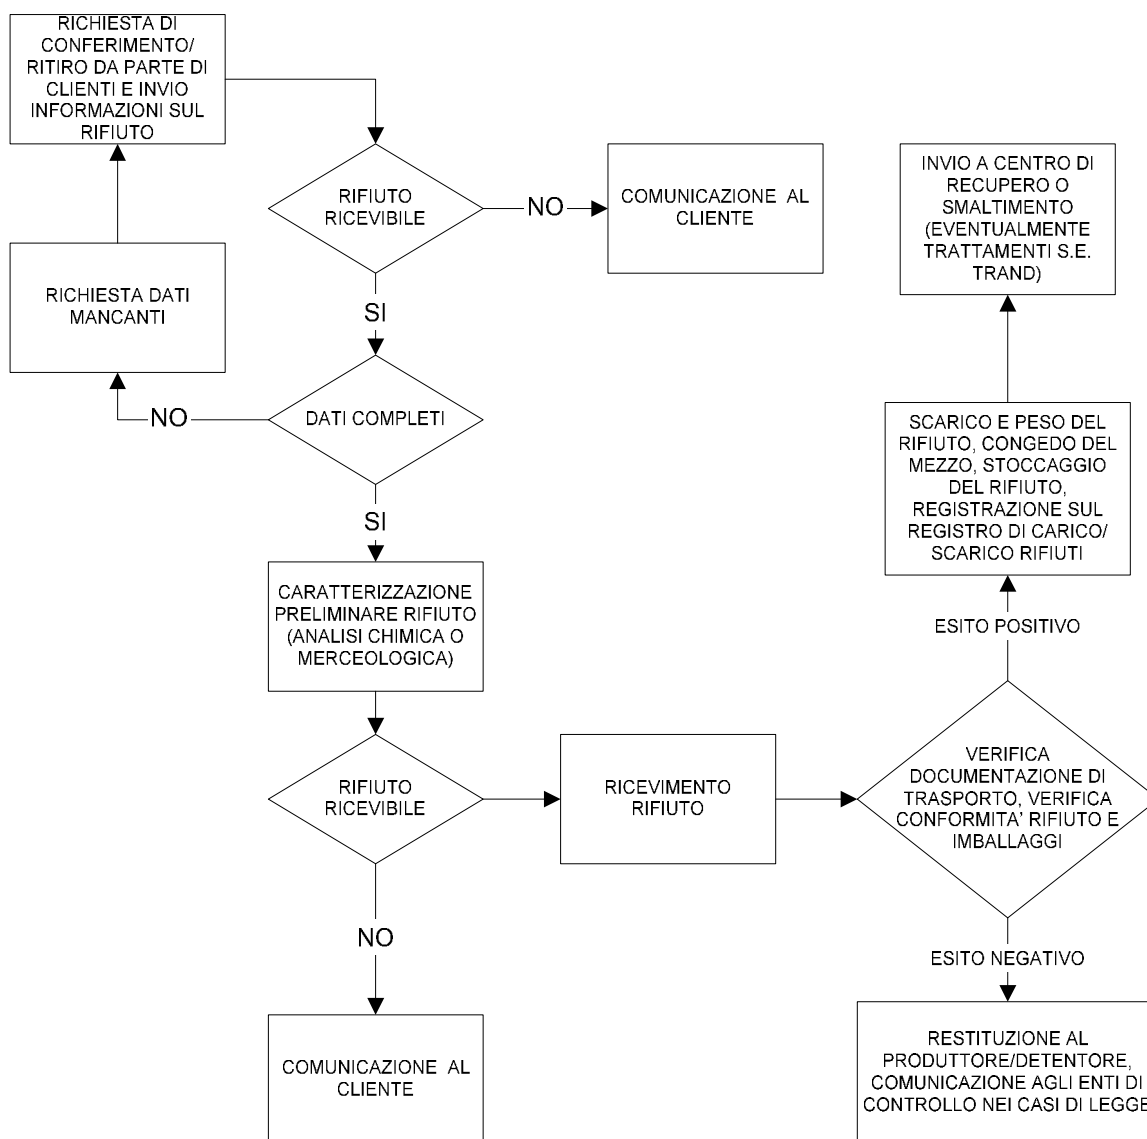 RICHIESTA DI
CONFERIMENTO/
RITIRO DA PARTE DI
CLIENTI E INVIO
INFORMAZIONI SUL
RIFIUTO
RIFIUTO
RICEVIBILE
NO
COMUNICAZIONE AL
CLIENTE
INVIO A CENTRO DI
RECUPERO O
SMALTIMENTO
(EVENTUALMENTE
TRATTAMENTI S.E.
TRAND)
RICHIESTA DATI
MANCANTI
SI
NO
DATI COMPLETI
SCARICO E PESO DEL
RIFIUTO, CONGEDO DEL
MEZZO, STOCCAGGIO
DEL RIFIUTO,
REGISTRAZIONE SUL
REGISTRO DI CARICO/
SCARICO RIFIUTI
SI
CARATTERIZZAZIONE
PRELIMINARE RIFIUTO
(ANALISI CHIMICA O
MERCEOLOGICA)
ESITO POSITIVO
RIFIUTO
RICEVIBILE
RICEVIMENTO
RIFIUTO
VERIFICA
DOCUMENTAZIONE DI
TRASPORTO, VERIFICA
CONFORMITA' RIFIUTO E
IMBALLAGGI
NO
ESITO NEGATIVO
COMUNICAZIONE AL
CLIENTE
RESTITUZIONE AL
PRODUTTORE/DETENTORE,
COMUNICAZIONE AGLI ENTI DI
CONTROLLO NEI CASI DI LEGGE